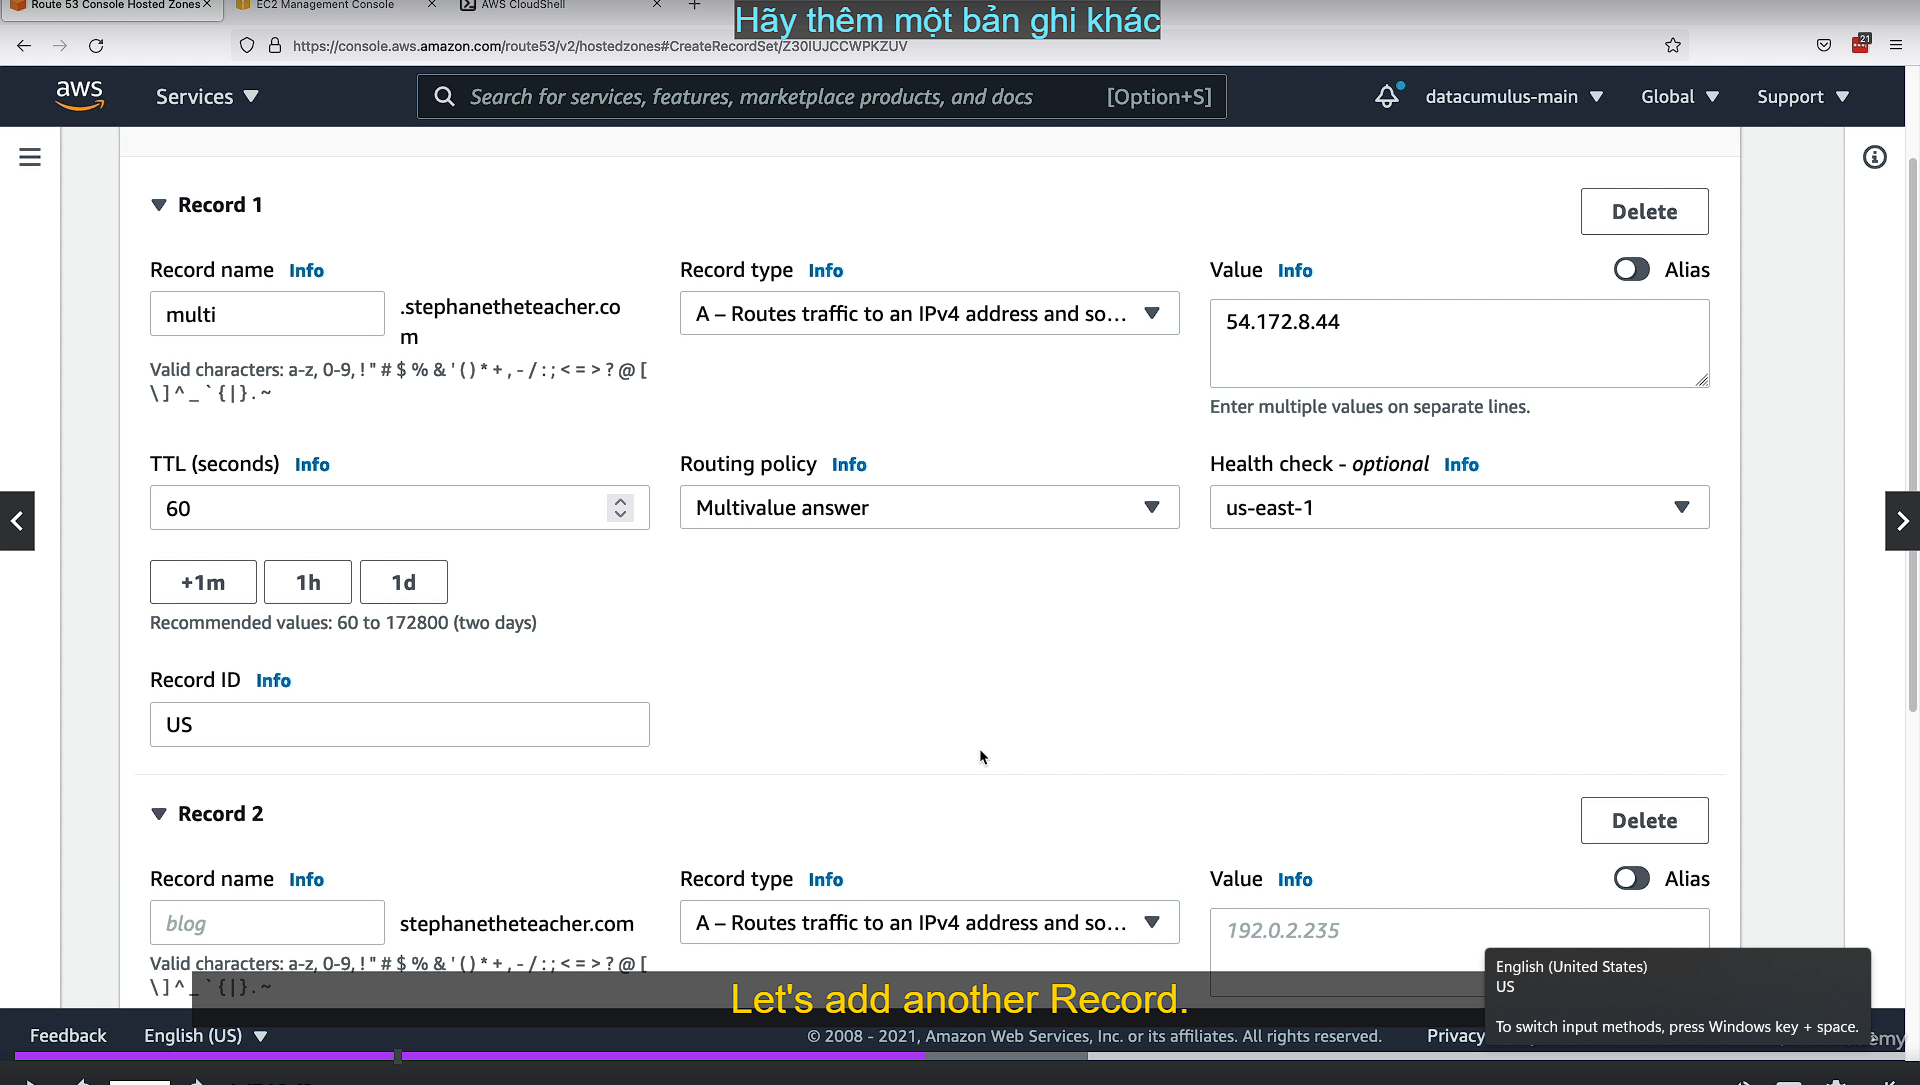 Route 53 Console Hosted Zones
EC2 Management Console
AWS CloudShell
Hãy thêm một bản ghi khác
https://console.aws.amazon.com/route53/v2/hostedzones#CreateRecordSet/Z30IUJCCWPKZUV
21
aws
Services
Search for services, features, marketplace products, and docs
[Option+S]
datacumulus-main
Global
Support
Record 1
Delete
Record name Info
Record type Info
Value Info
Alias
multi
.stephanetheteacher.co
m
A – Routes traffic to an IPv4 address and so...
54.172.8.44
Valid characters: a-z, 0-9, ! " # $ % & ' ( ) * + , - / : ; < = > ? @ [
\ ] ^ _ ` { | } . ~
Enter multiple values on separate lines.
TTL (seconds) Info
Routing policy Info
Health check - optional Info
60
Multivalue answer
us-east-1
+1m
1h
1d
Recommended values: 60 to 172800 (two days)
Record ID Info
US
Record 2
Delete
Record name Info
Record type Info
Value Info
Alias
blog
stephanetheteacher.com
A – Routes traffic to an IPv4 address and so...
192.0.2.235
Valid characters: a-z, 0-9, ! " # $ % & ' ( ) * + , - / : ; < = > ? @ [
\ ] ^ _ ` { | } . ~
Let's add another Record.
English (United States)
US
To switch input methods, press Windows key + space.
Feedback
English (US)
© 2008 - 2021, Amazon Web Services, Inc. or its affiliates. All rights reserved.
Privacy